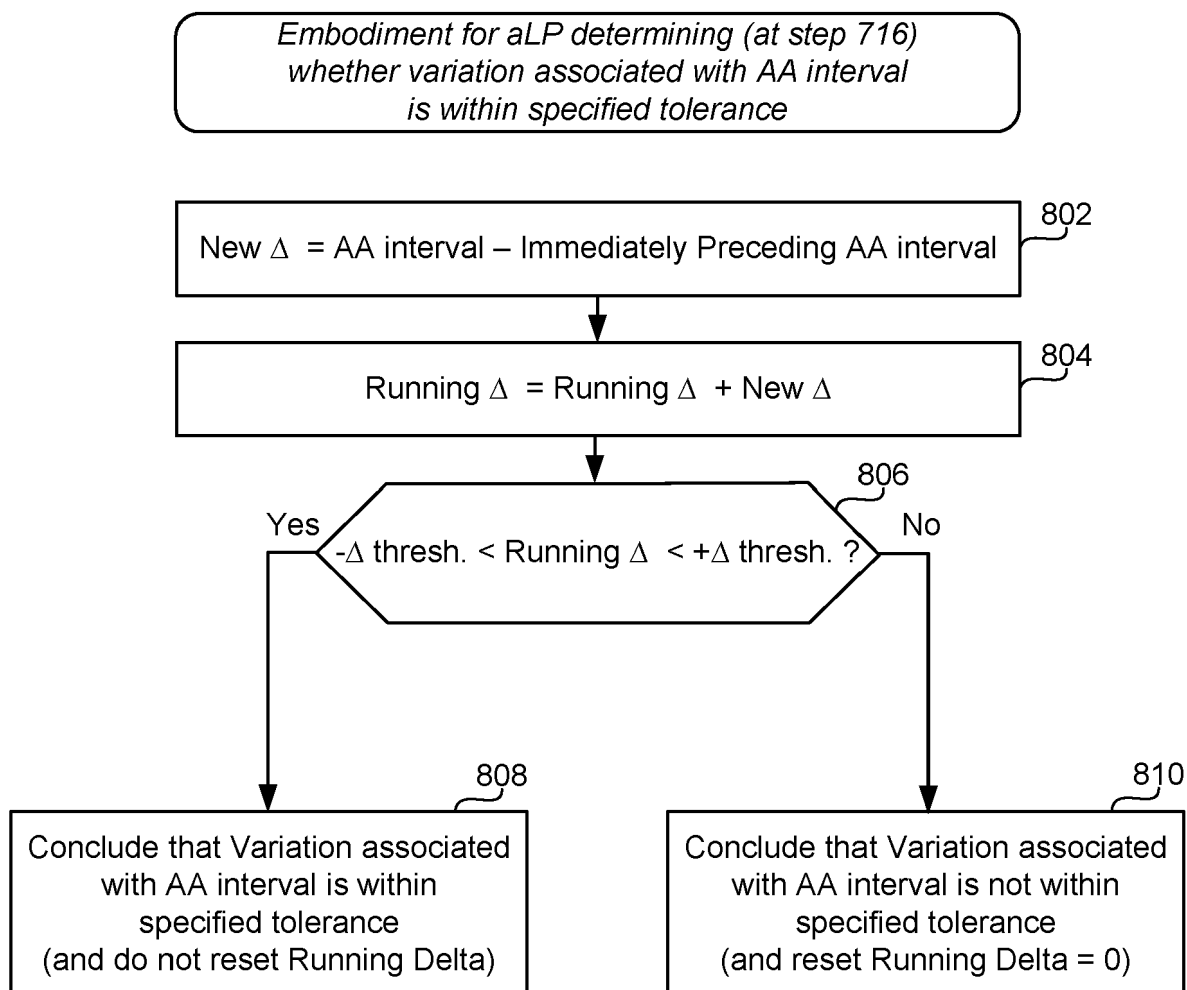 Embodiment for aLP determining (at step 716)
whether variation associated with AA interval
is within specified tolerance
802
New Δ = AA interval – Immediately Preceding AA interval
804
Running Δ = Running Δ + New Δ
806
Yes
No
-Δ thresh. < Running Δ < +Δ thresh. ?
808
Conclude that Variation associated
with AA interval is within
specified tolerance
(and do not reset Running Delta)
810
Conclude that Variation associated
with AA interval is not within
specified tolerance
(and reset Running Delta = 0)